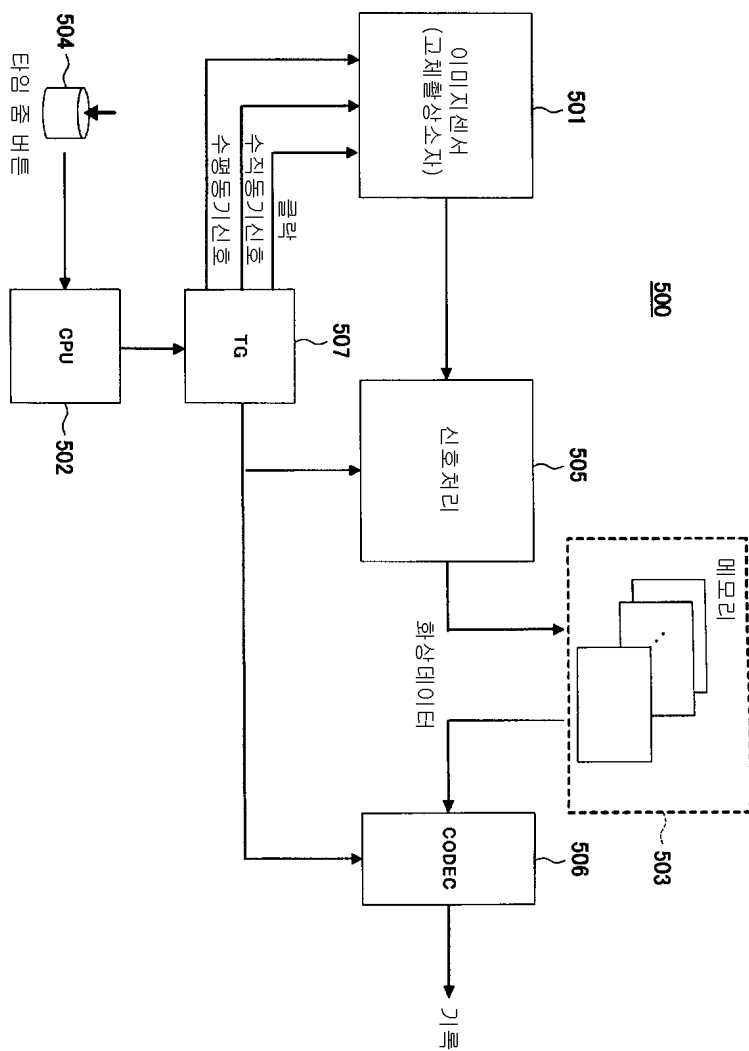 500
메모리
503
501
이미지센서
(고체촬상소자)
505
신호처리
화상데이터
506
CODEC
기록
클락
수직동기신호
수평동기신호
507
TG
504
타임 줌 버튼
CPU
502